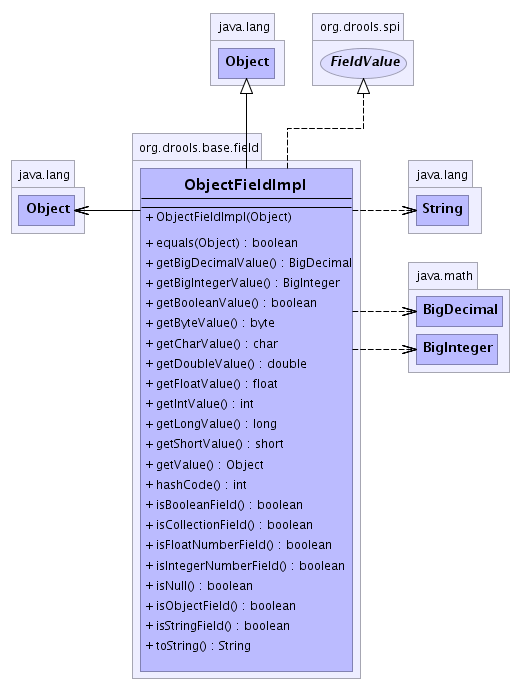 java.lang
Object
org.drools.spi
FieldValue
org.drools.base.field
java.lang
Object
ObjectFieldImpl
+ ObjectFieldImpl(Object)
+ equals(Object) : boolean
+ getBigDecimalValue() : BigDecimal
+ getBigIntegerValue() : BigInteger
+ getBooleanValue() : boolean
+ getByteValue() : byte
+ getCharValue() : char
+ getDoubleValue() : double
+ getFloatValue() : float
+ getIntValue() : int
+ getLongValue() : long
+ getShortValue() : short
+ getValue() : Object
+ hashCode() : int
+ isBooleanField() : boolean
+ isCollectionField() : boolean
+ isFloatNumberField() : boolean
+ isIntegerNumberField() : boolean
+ isNull() : boolean
+ isObjectField() : boolean
+ isStringField() : boolean
+ toString() : String
java.lang
String
java.math
BigDecimal
BigInteger